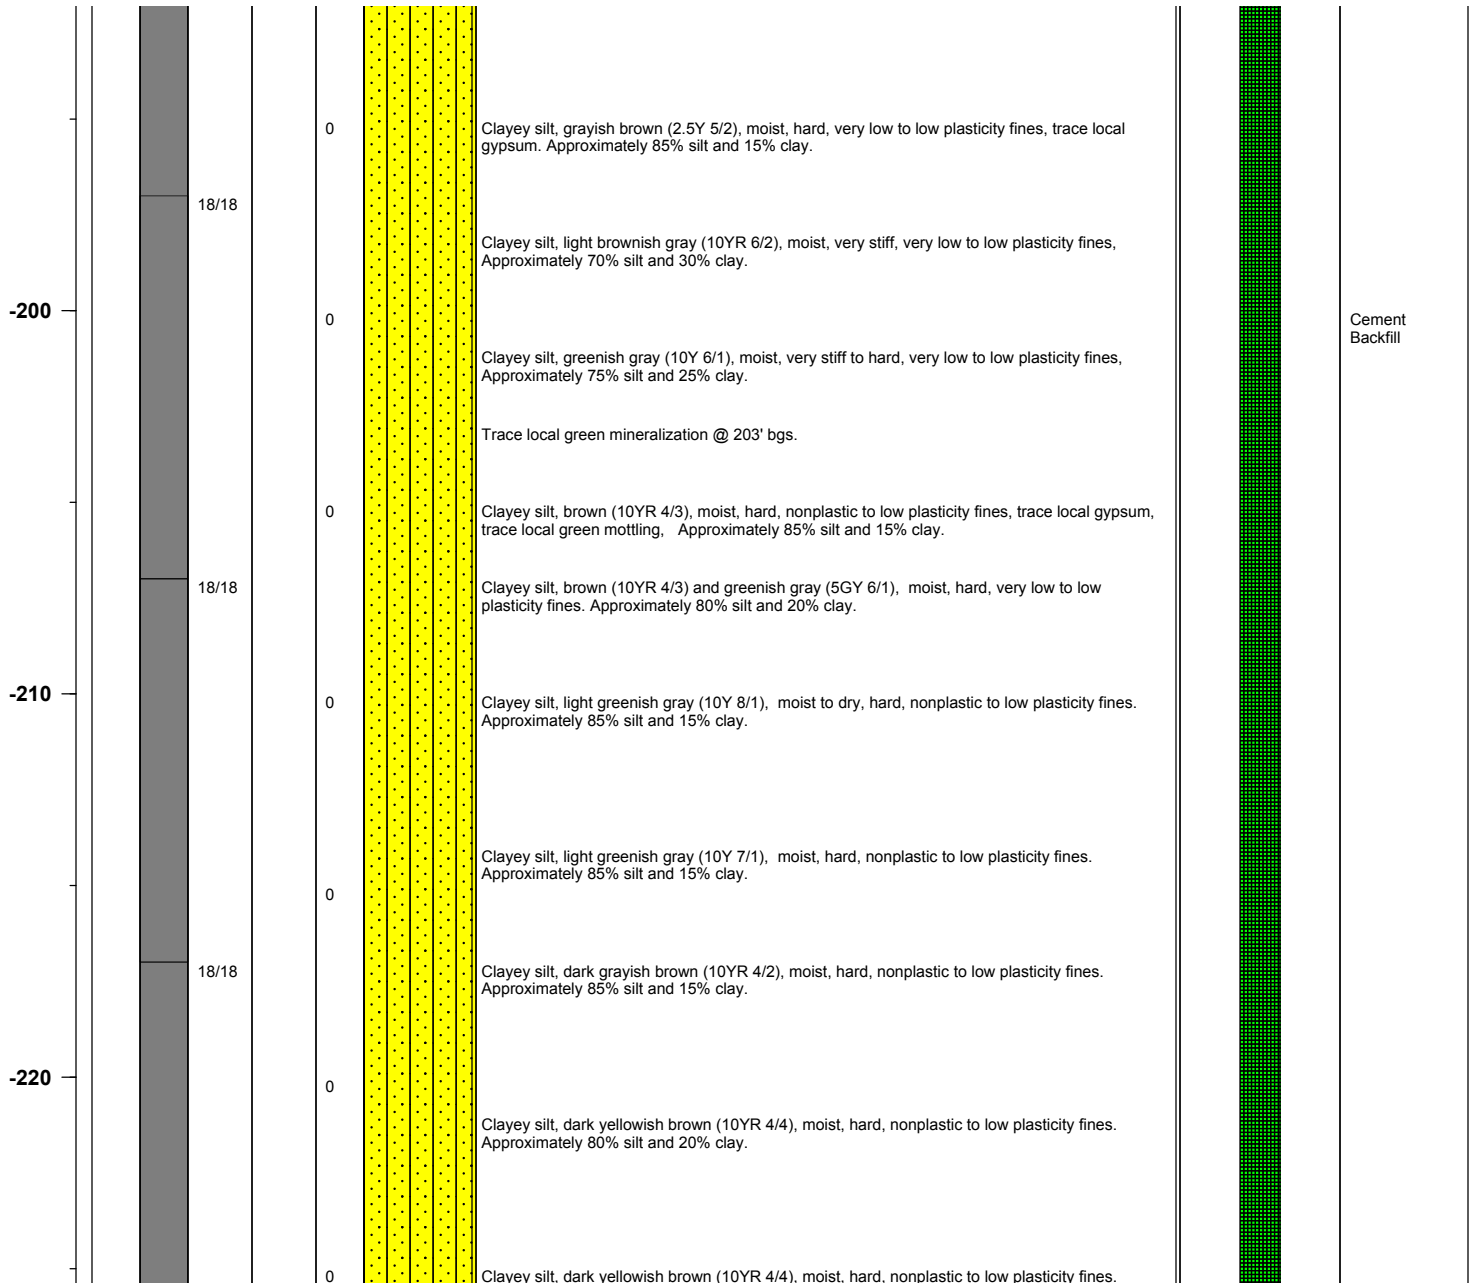 0
Clayey silt, grayish brown (2.5Y 5/2), moist, hard, very low to low plasticity fines, trace local
gypsum. Approximately 85% silt and 15% clay.
18/18
Clayey silt, light brownish gray (10YR 6/2), moist, very stiff, very low to low plasticity fines,
Approximately 70% silt and 30% clay.
-200
0
Cement
Backfill
Clayey silt, greenish gray (10Y 6/1), moist, very stiff to hard, very low to low plasticity fines,
Approximately 75% silt and 25% clay.
Trace local green mineralization @ 203' bgs.
0
Clayey silt, brown (10YR 4/3), moist, hard, nonplastic to low plasticity fines, trace local gypsum,
trace local green mottling,   Approximately 85% silt and 15% clay.
18/18
Clayey silt, brown (10YR 4/3) and greenish gray (5GY 6/1),  moist, hard, very low to low
plasticity fines. Approximately 80% silt and 20% clay.
-210
0
Clayey silt, light greenish gray (10Y 8/1),  moist to dry, hard, nonplastic to low plasticity fines.
Approximately 85% silt and 15% clay.
Clayey silt, light greenish gray (10Y 7/1),  moist, hard, nonplastic to low plasticity fines.
Approximately 85% silt and 15% clay.
0
18/18
Clayey silt, dark grayish brown (10YR 4/2), moist, hard, nonplastic to low plasticity fines.
Approximately 85% silt and 15% clay.
-220
0
Clayey silt, dark yellowish brown (10YR 4/4), moist, hard, nonplastic to low plasticity fines.
Approximately 80% silt and 20% clay.
0
Clayey silt, dark yellowish brown (10YR 4/4), moist, hard, nonplastic to low plasticity fines.